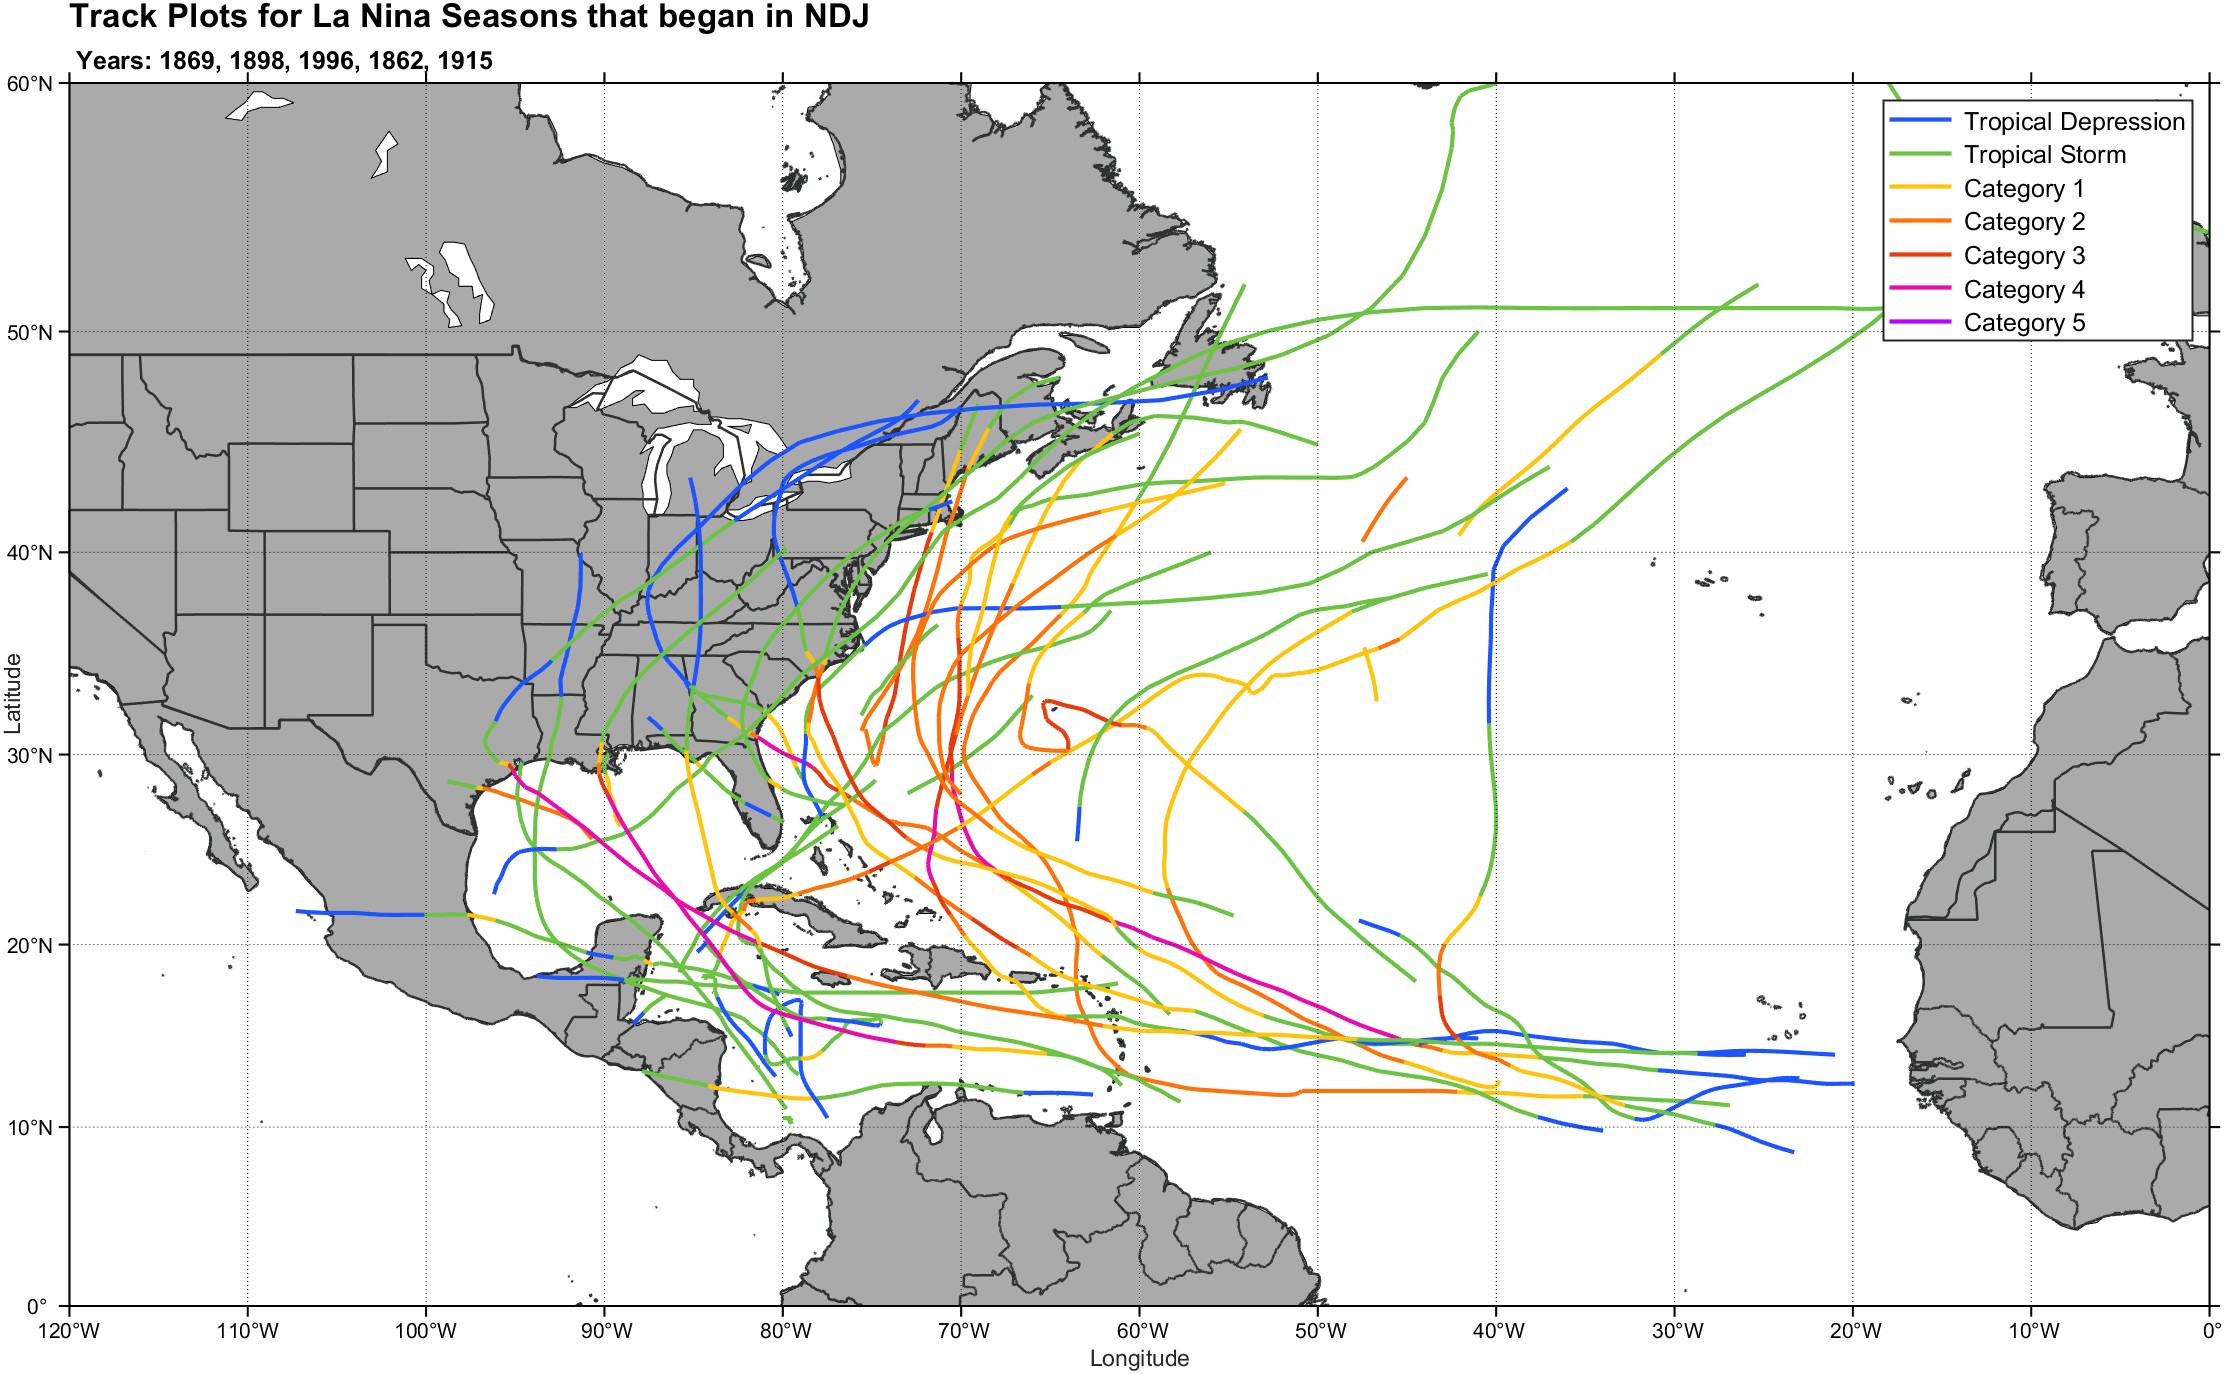 Track Plots for La Nina Seasons that began in NDJ
Years: 1869, 1898, 1996, 1862, 1915
60°N
50°N
40°N
30°N
20°N
10°N
0°
Latitude
120°W
110°W
100°W
90°W
80°W
70°W
60°W
50°W
40°W
30°W
20°W
10°W
0°
Longitude
Tropical Depression
Tropical Storm
Category 1
Category 2
Category 3
Category 4
Category 5